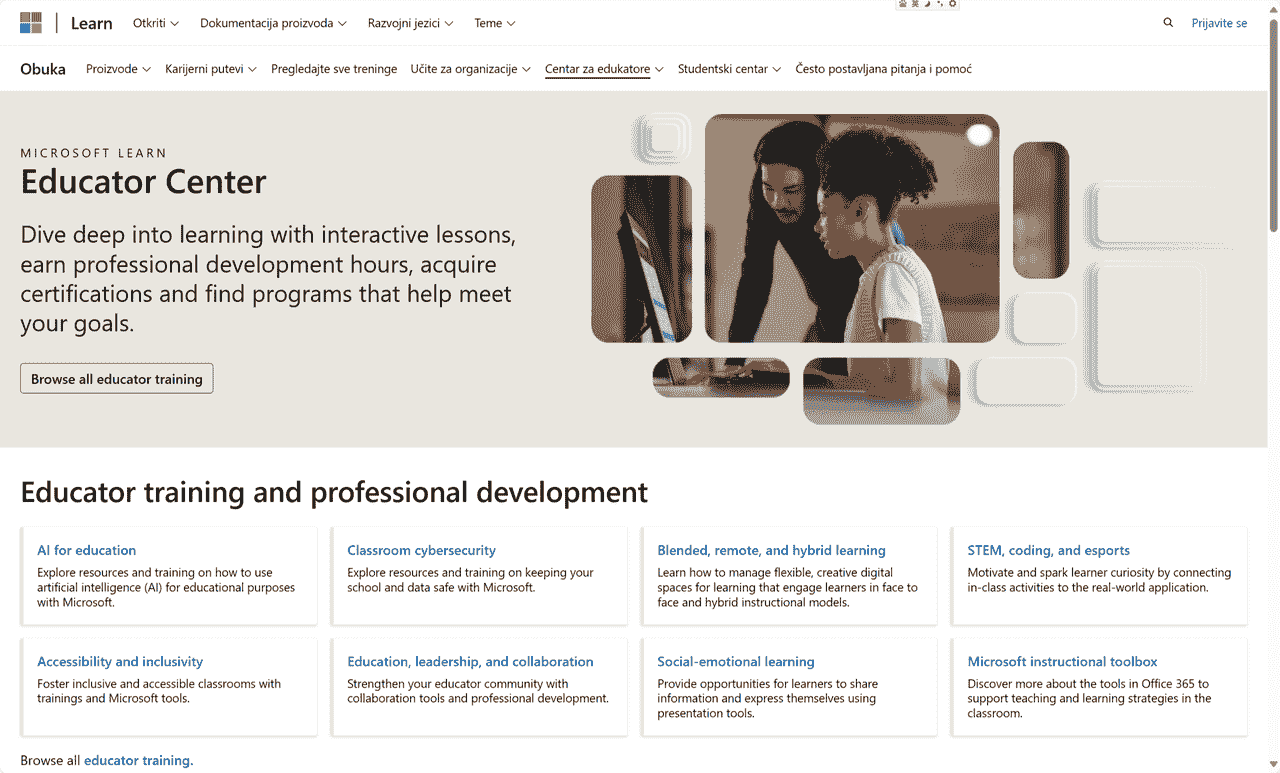 Learn
Otkriti
Dokumentacija proizvoda
Razvojni jezici
Teme
Prijavite se
Obuka
Proizvode
Karijerni putevi
Pregledajte sve treninge
Učite za organizacije
Centar za edukatore
Studentski centar
Često postavljana pitanja i pomoć
MICROSOFT LEARN
Educator Center
Dive deep into learning with interactive lessons,
earn professional development hours, acquire
certifications and find programs that help meet
your goals.
Browse all educator training
Educator training and professional development
AI for education
Explore resources and training on how to use
artificial intelligence (AI) for educational purposes
with Microsoft.
Classroom cybersecurity
Explore resources and training on keeping your
school and data safe with Microsoft.
Blended, remote, and hybrid learning
Learn how to manage flexible, creative digital
spaces for learning that engage learners in face to
face and hybrid instructional models.
STEM, coding, and esports
Motivate and spark learner curiosity by connecting
in-class activities to the real-world application.
Accessibility and inclusivity
Foster inclusive and accessible classrooms with
trainings and Microsoft tools.
Education, leadership, and collaboration
Strengthen your educator community with
collaboration tools and professional development.
Social-emotional learning
Provide opportunities for learners to share
information and express themselves using
presentation tools.
Microsoft instructional toolbox
Discover more about the tools in Office 365 to
support teaching and learning strategies in the
classroom.
Browse all educator training.